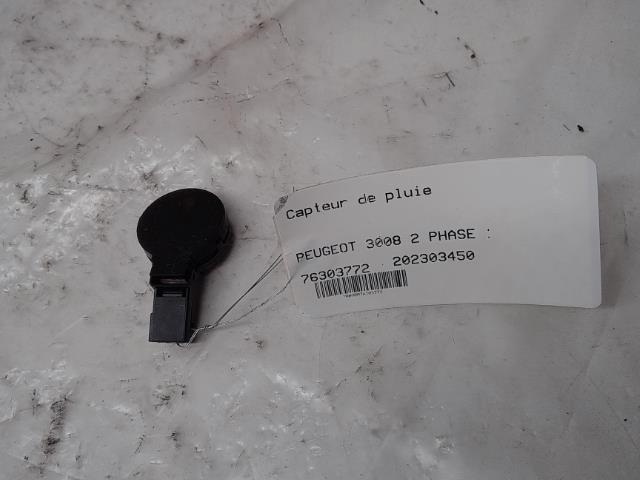 Capteur de pluie
PEUGEOT 3008 2 PHASE :
76303772 202303450